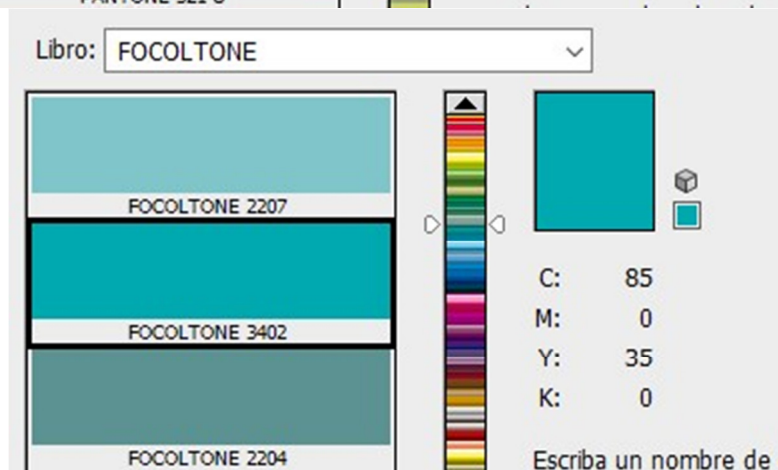 Libro: FOCOLTONE
FOCOLTONE 2207
FOCOLTONE 3402
FOCOLTONE 2204
C: 85
M: 0
Y: 35
K: 0
Escriba un nombre de